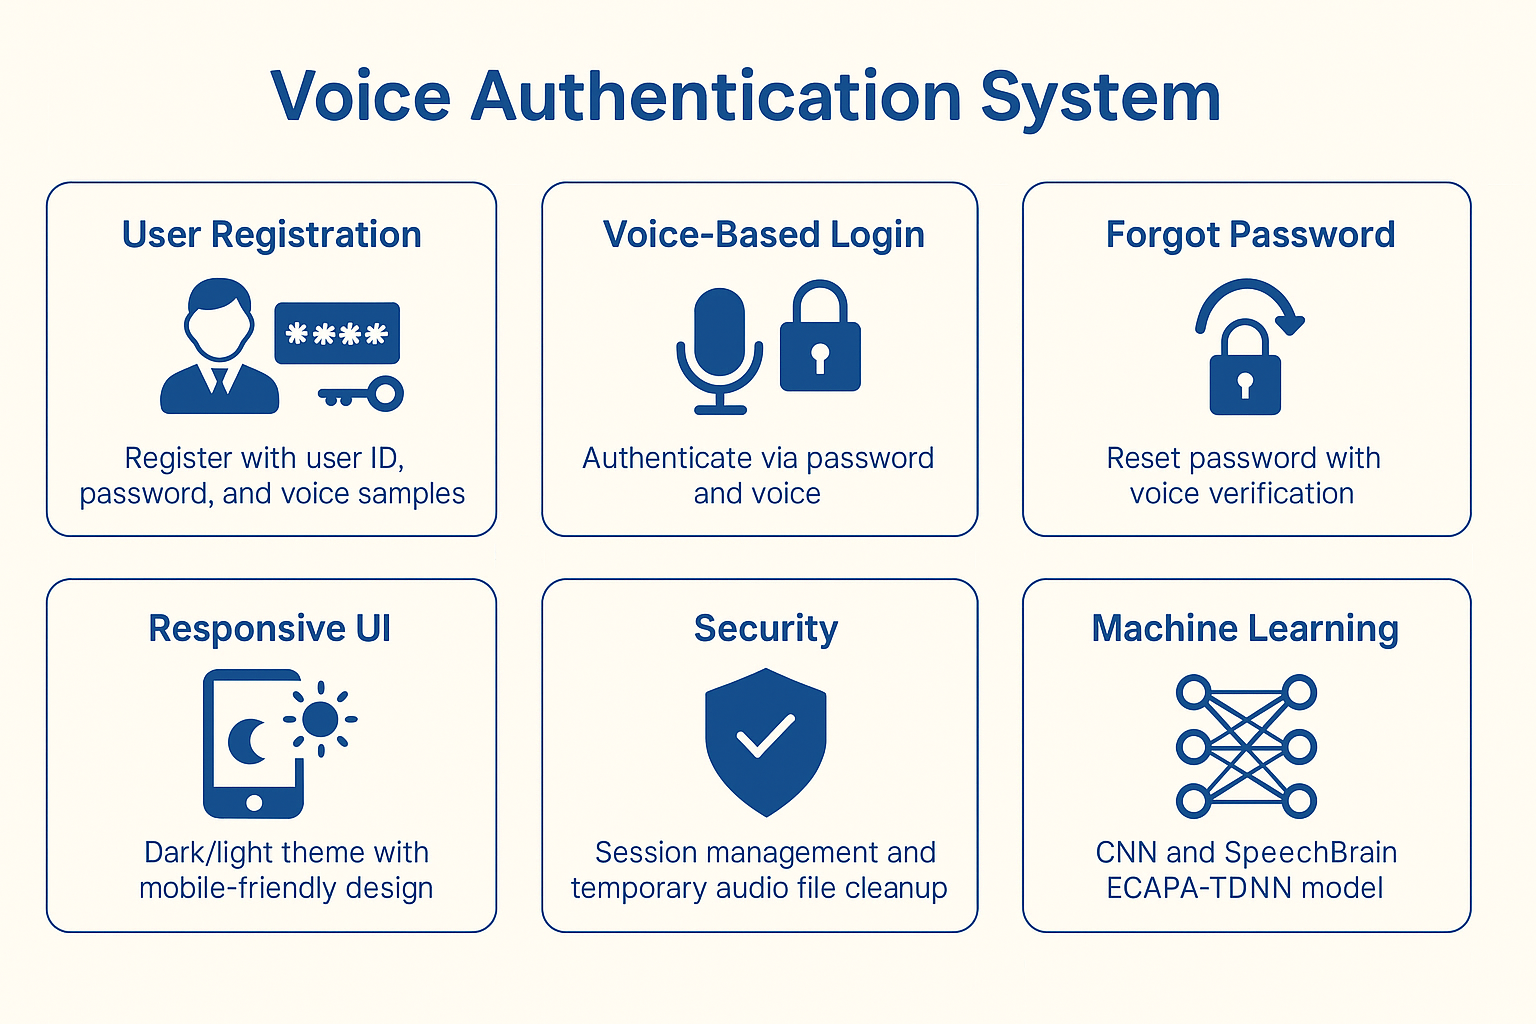 Voice Authentication System
User Registration
****
Register with user ID,
password, and voice samples
Voice-Based Login
Authenticate via password
and voice
Forgot Password
Reset password with
voice verification
Responsive UI
Dark/light theme with
mobile-friendly design
Security
Session management and
temporary audio file cleanup
Machine Learning
CNN and SpeechBrain
ECAPA-TDNN model